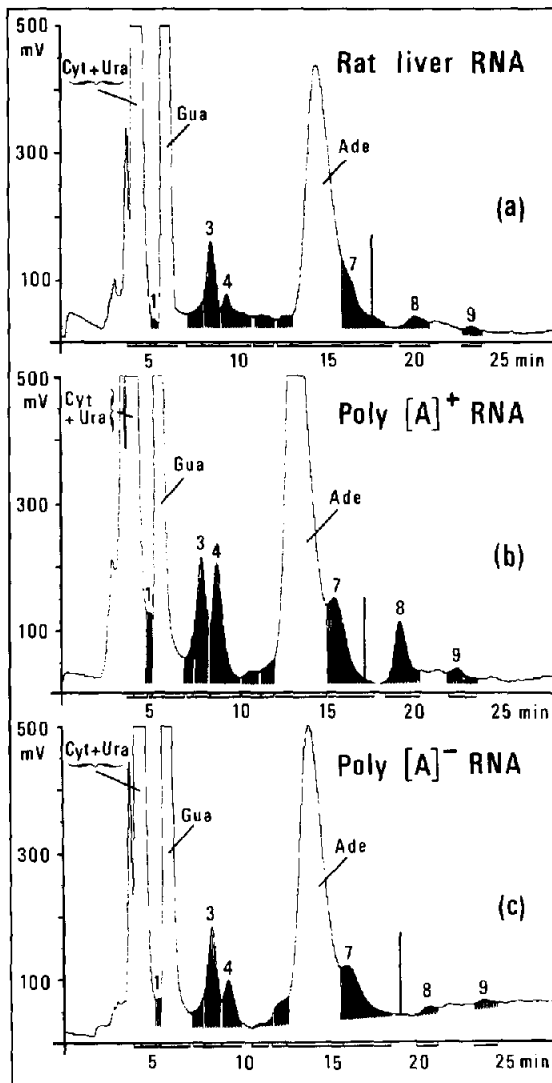 500
mV
300
100
Cyt+Ura
Gua
Ade
Rat liver RNA
(a)
1
3
4
7
8
9
5 10 15 20 25 min
500
mV
300
100
Cyt
+ Ura
Gua
Ade
Poly [A]+ RNA
(b)
1
3
4
7
8
9
5 10 15 20 25 min
500
mV
300
100
Cyt+Ura
Gua
Ade
Poly [A]− RNA
(c)
1
3
4
7
8
9
5 10 15 20 25 min